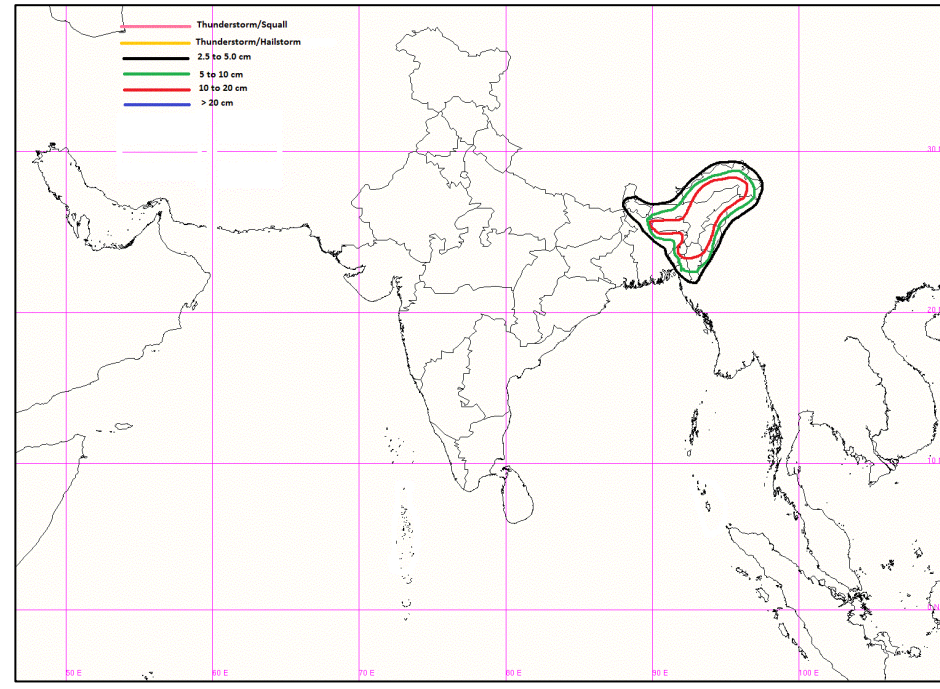 Thunderstorm/Squall
Thunderstorm/Hailstorm
2.5 to 5.0 cm
5 to 10 cm
10 to 20 cm
> 20 cm
30
20
10
50 E
60 E
70 E
80 E
90 E
100 E